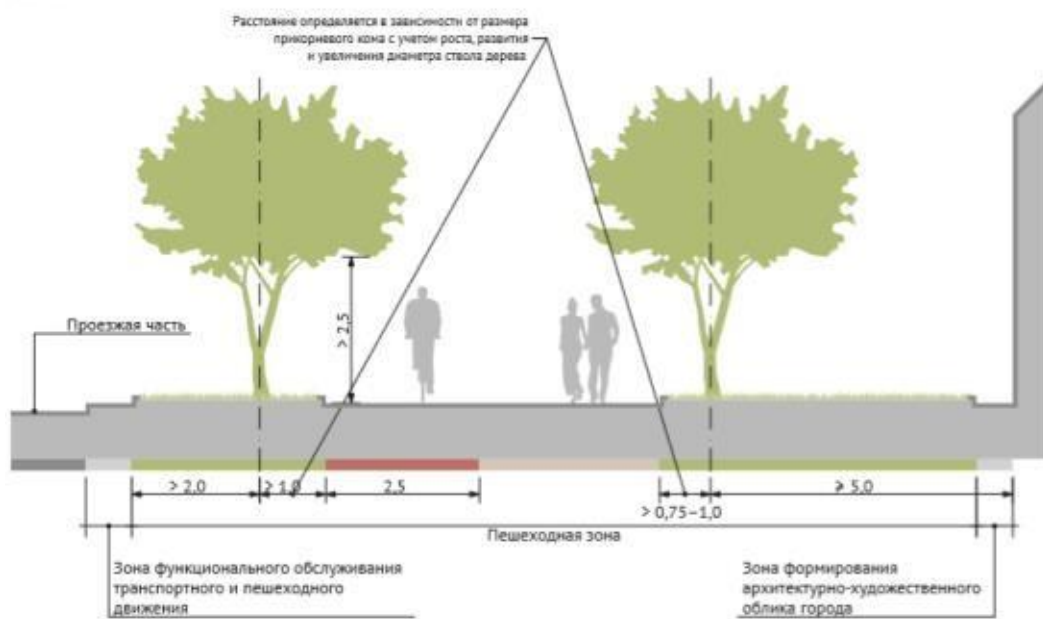 Расстояние определяется в зависимости от размера
прикорневого кома с учетом роста, развития
и увеличения диаметра ствола дерева
Проезжая часть
> 2,5
> 2,0
> 1,0
2,5
> 0,75–1,0
⩾ 5,0
Пешеходная зона
Зона функционального обслуживания
транспортного и пешеходного
движения
Зона формирования
архитектурно-художественного
облика города